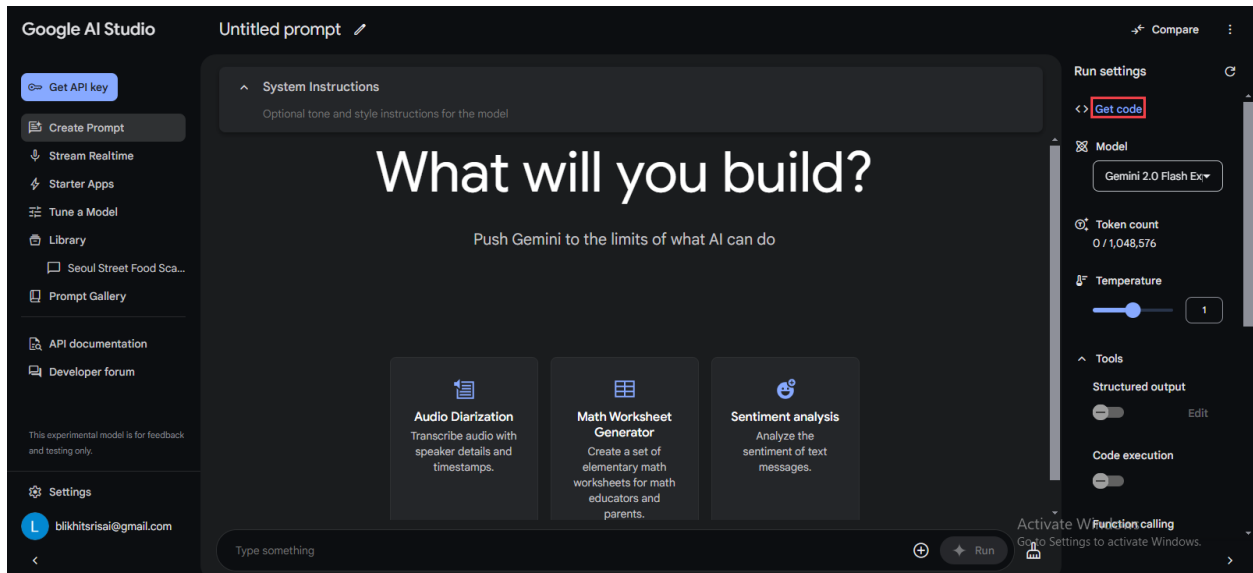 Google AI Studio
Untitled prompt
Compare
Get API key
Create Prompt
Stream Realtime
Starter Apps
Tune a Model
Library
Seoul Street Food Sca...
Prompt Gallery
API documentation
Developer forum
This experimental model is for feedback
and testing only.
Settings
L
blikhitsrisai@gmail.com
System Instructions
Optional tone and style instructions for the model
What will you build?
Push Gemini to the limits of what AI can do
Audio Diarization
Transcribe audio with
speaker details and
timestamps.
Math Worksheet
Generator
Create a set of
elementary math
worksheets for math
educators and
parents.
Sentiment analysis
Analyze the
sentiment of text
messages.
Type something
Run
Run settings
<> Get code
Model
Gemini 2.0 Flash Ex
Token count
0 / 1,048,576
Temperature
1
Tools
Structured output
Edit
Code execution
Function calling
Activate Windows
Go to Settings to activate Windows.